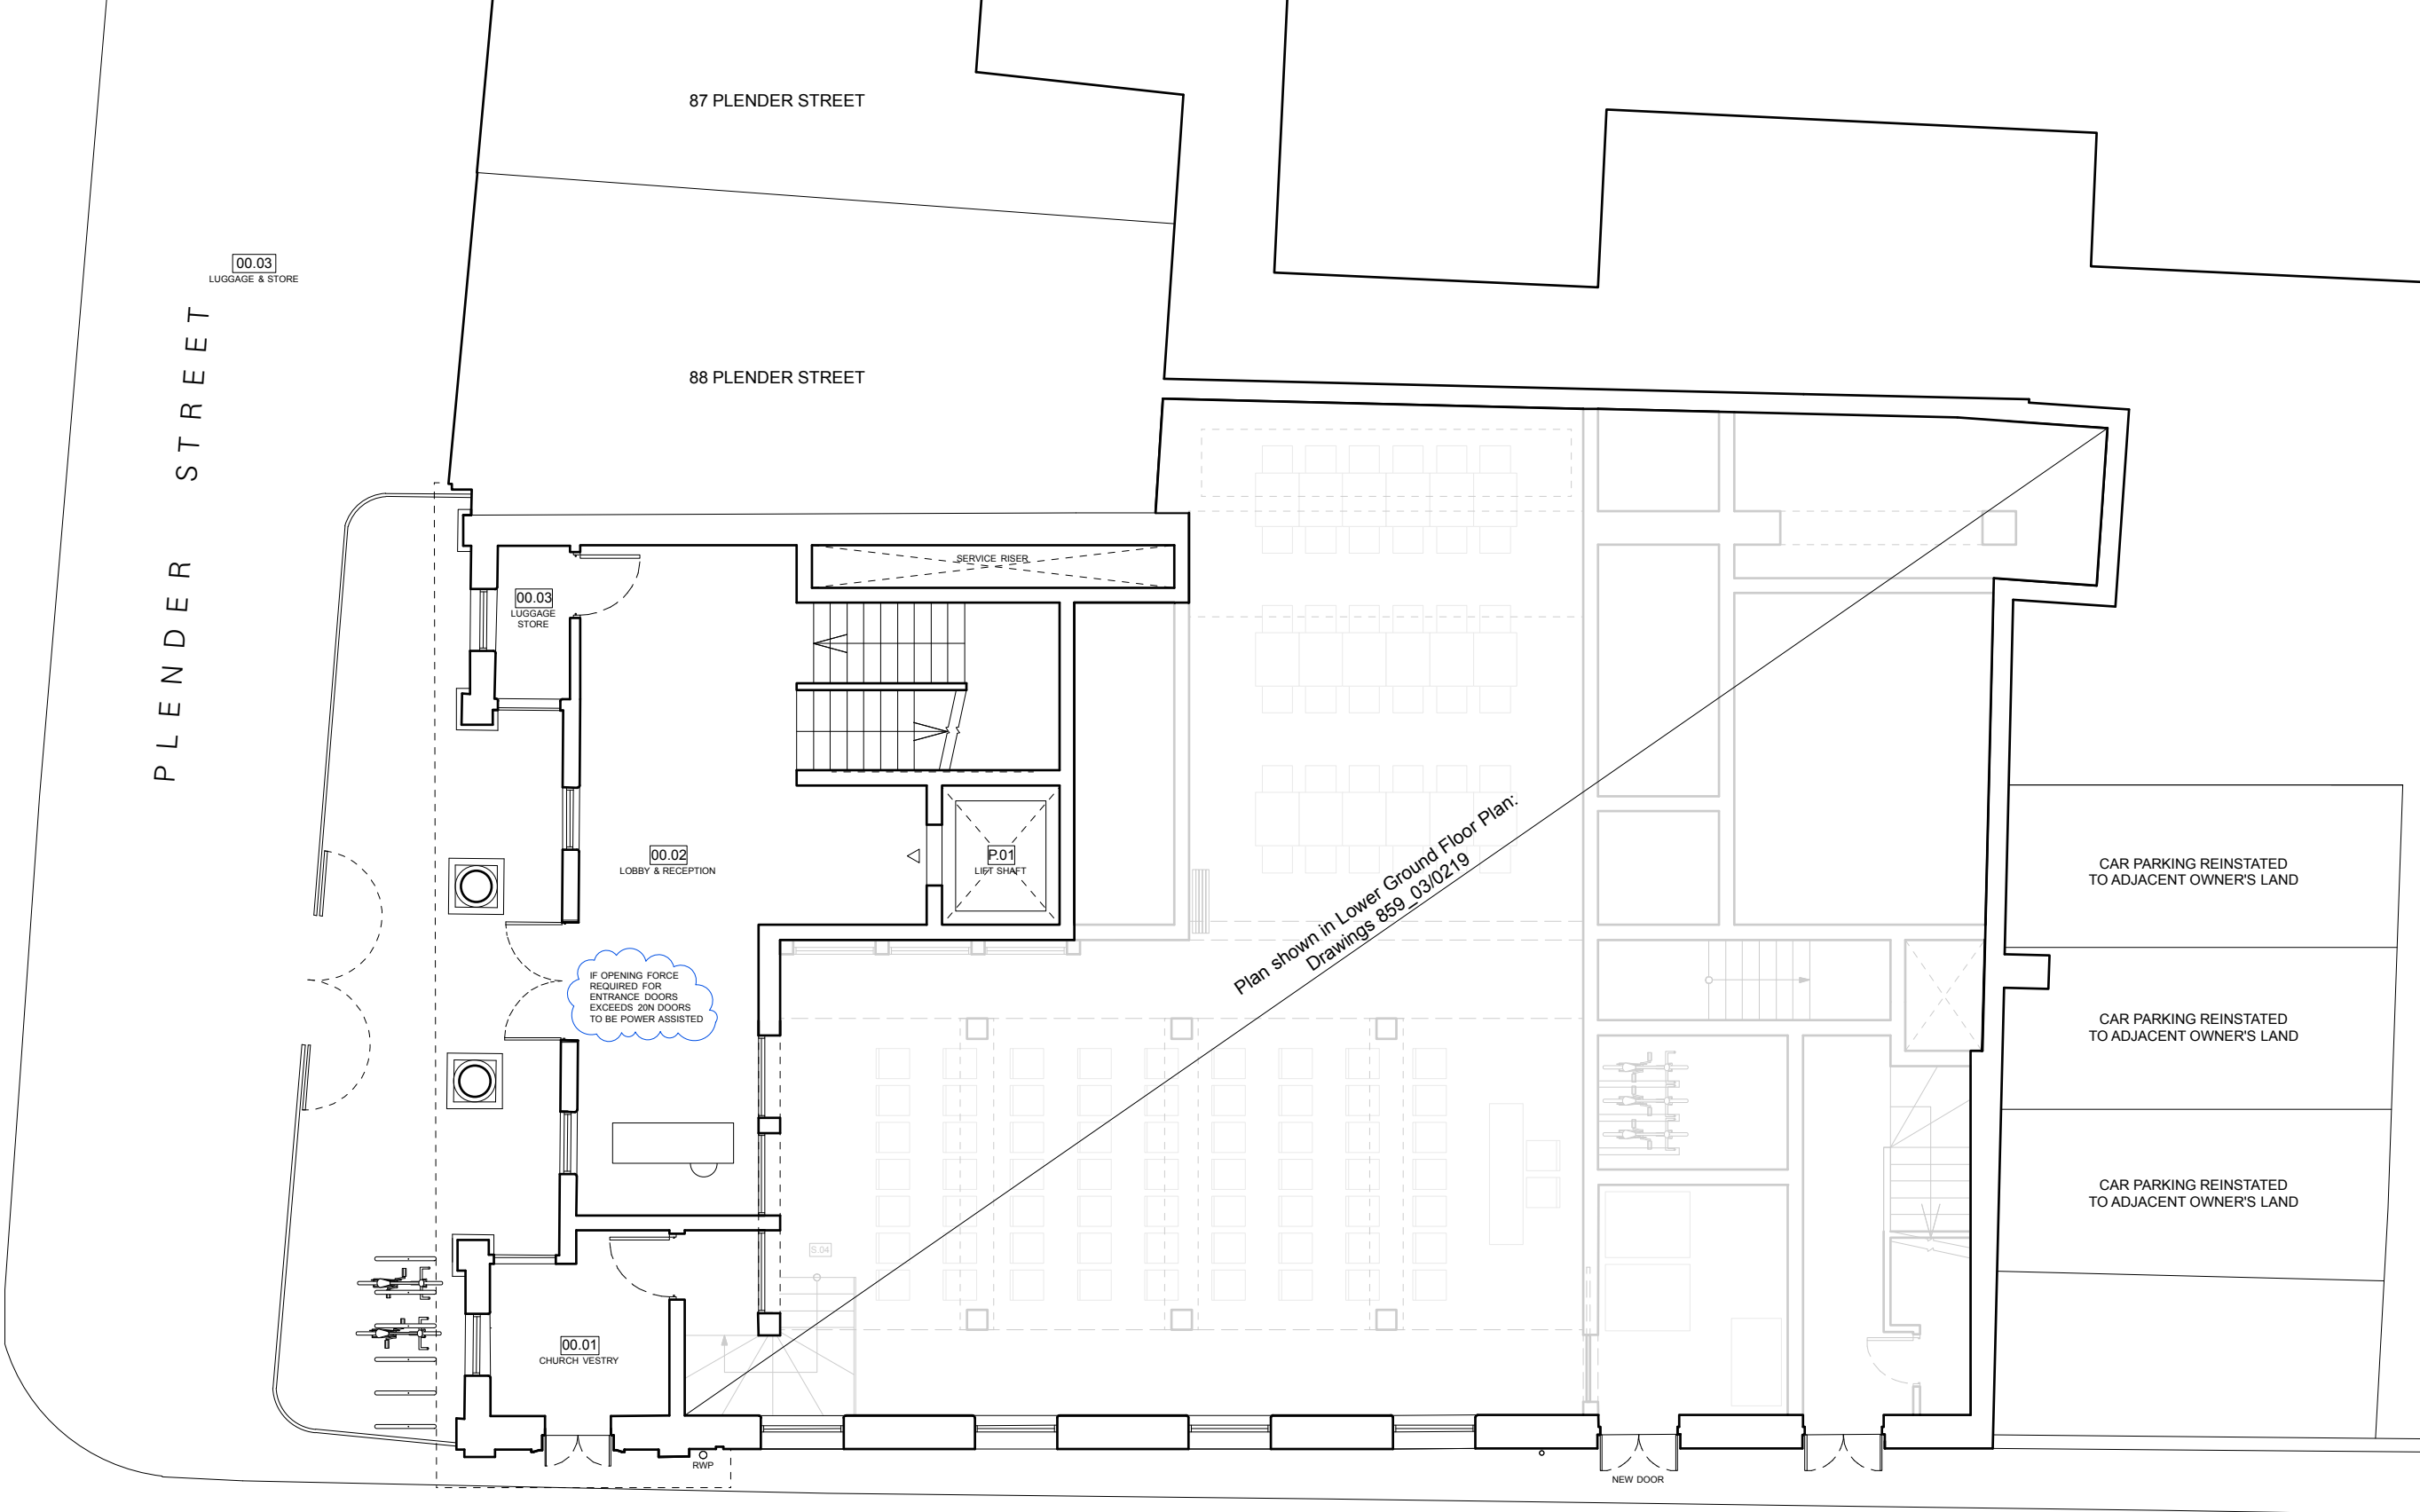 87 PLENDER STREET
00.03
LUGGAGE & STORE
PLENDER STREET
88 PLENDER STREET
SERVICE RISER
00.03
LUGGAGE
STORE
00.02
LOBBY & RECEPTION
P.01
LIFT SHAFT
Plan shown in Lower Ground Floor Plan:
Drawings 859_03/0219
CAR PARKING REINSTATED
TO ADJACENT OWNER'S LAND
IF OPENING FORCE
REQUIRED FOR
ENTRANCE DOORS
EXCEEDS 20N DOORS
TO BE POWER ASSISTED
CAR PARKING REINSTATED
TO ADJACENT OWNER'S LAND
CAR PARKING REINSTATED
TO ADJACENT OWNER'S LAND
S.04
00.01
CHURCH VESTRY
RWP
NEW DOOR